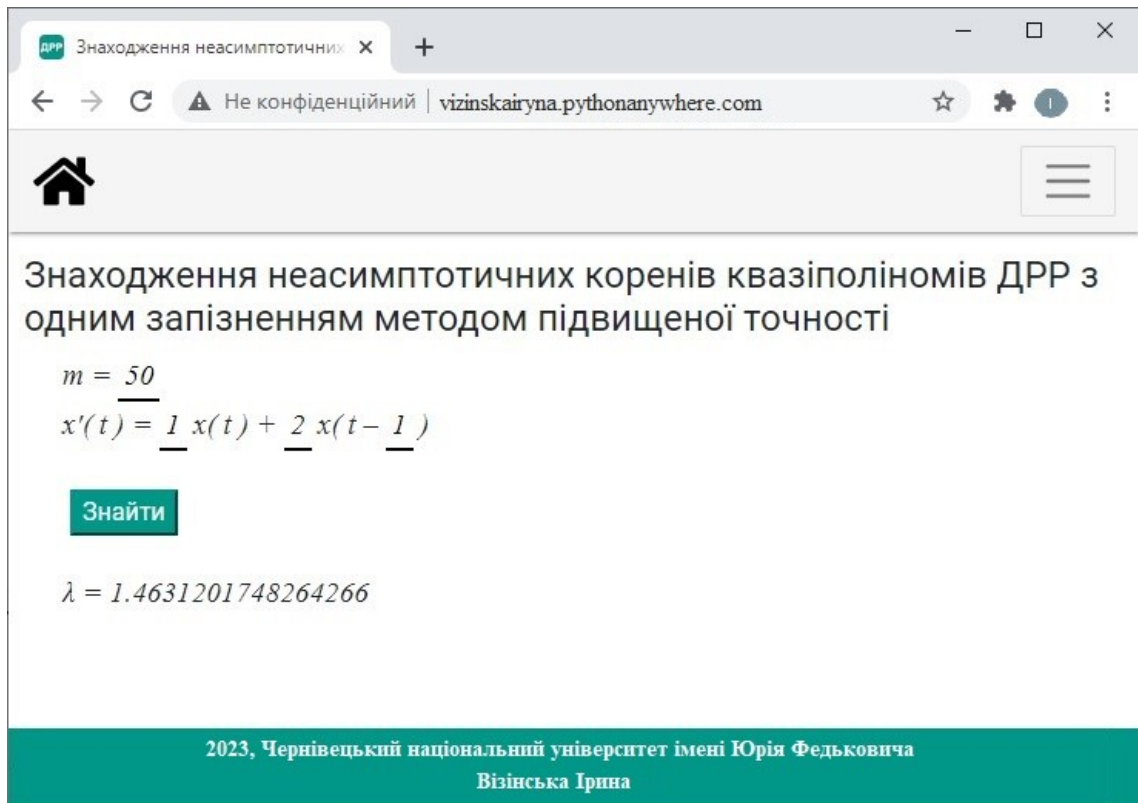 ДРР Знаходження неасимптотичних
Не конфіденційний vizinskairyna.pythonanywhere.com I
Знаходження неасимптотичних коренів квазіполіномів ДРР з
одним запізненням методом підвищеної точності
m = 50
x'( t ) = 1 x( t ) + 2 x( t – 1 )
Знайти
λ = 1.4631201748264266
2023, Чернівецький національний університет імені Юрія Федьковича
Візінська Ірина